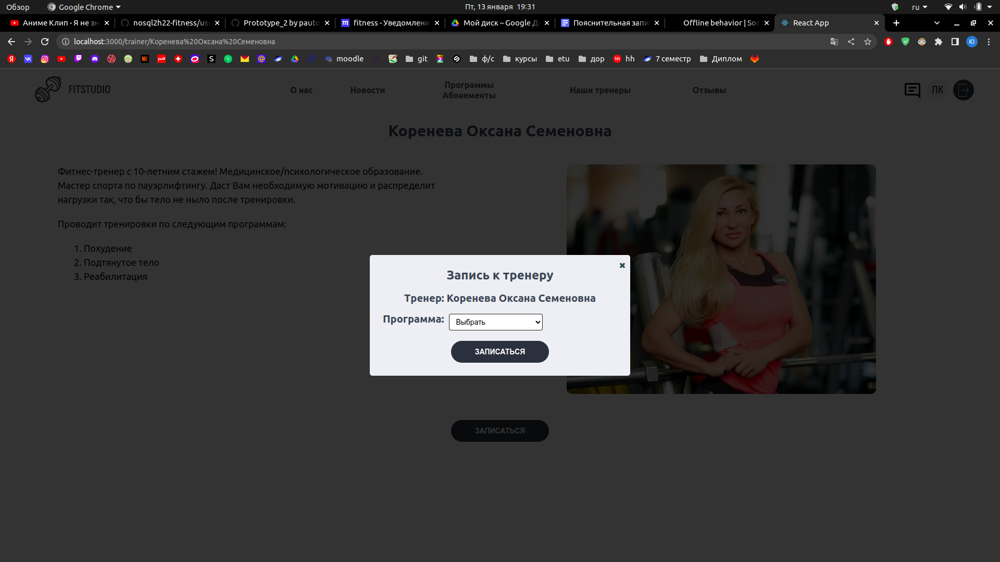 Обзор
Google Chrome
Пт, 13 января 19:31
ru
Аниме Клип - Я не зн
nosql2h22-fitness/use
Prototype_2 by pauto
fitness - Уведомлени
Мой диск – Google Ди
Пояснительная запи
Offline behavior | Soc
React App
localhost:3000/trainer/Коренева%20Оксана%20Семеновна
moodle
git
ф/с
курсы
etu
дор
hh
7 семестр
Диплом
FITSTUDIO
О нас
Новости
Программы
Абонементы
Наши тренеры
Отзывы
ЛК
Коренева Оксана Семеновна
Фитнес-тренер с 10-летним стажем! Медицинское/психологическое образование.
Мастер спорта по пауэрлифтингу. Даст Вам необходимую мотивацию и распределит
нагрузки так, что бы тело не ныло после тренировки.
Проводит тренировки по следующим программам:
1. Похудение
2. Подтянутое тело
3. Реабилитация
Запись к тренеру
Тренер: Коренева Оксана Семеновна
Программа:
Выбрать
ЗАПИСАТЬСЯ
ЗАПИСАТЬСЯ